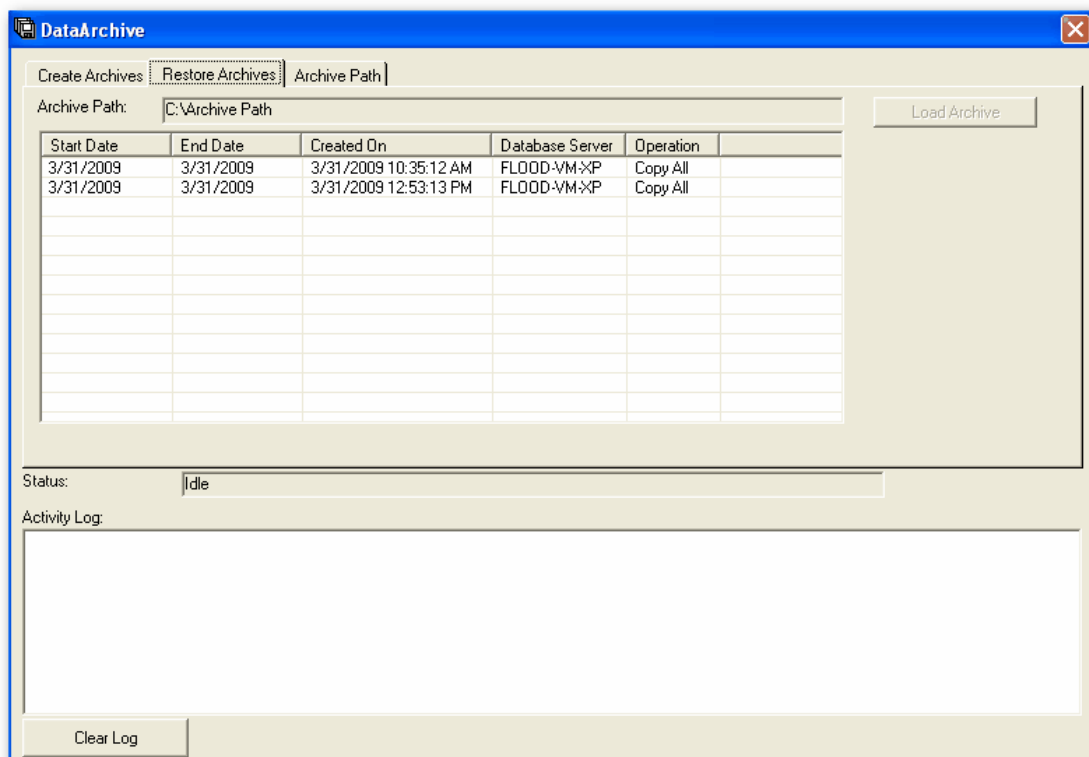 DataArchive
Create Archives Restore Archives Archive Path
Archive Path: C:\Archive Path Load Archive
Start Date End Date Created On Database Server Operation
3/31/2009 3/31/2009 3/31/2009 10:35:12 AM FLOOD-VM-XP Copy All
3/31/2009 3/31/2009 3/31/2009 12:53:13 PM FLOOD-VM-XP Copy All
Status: Idle
Activity Log:
Clear Log